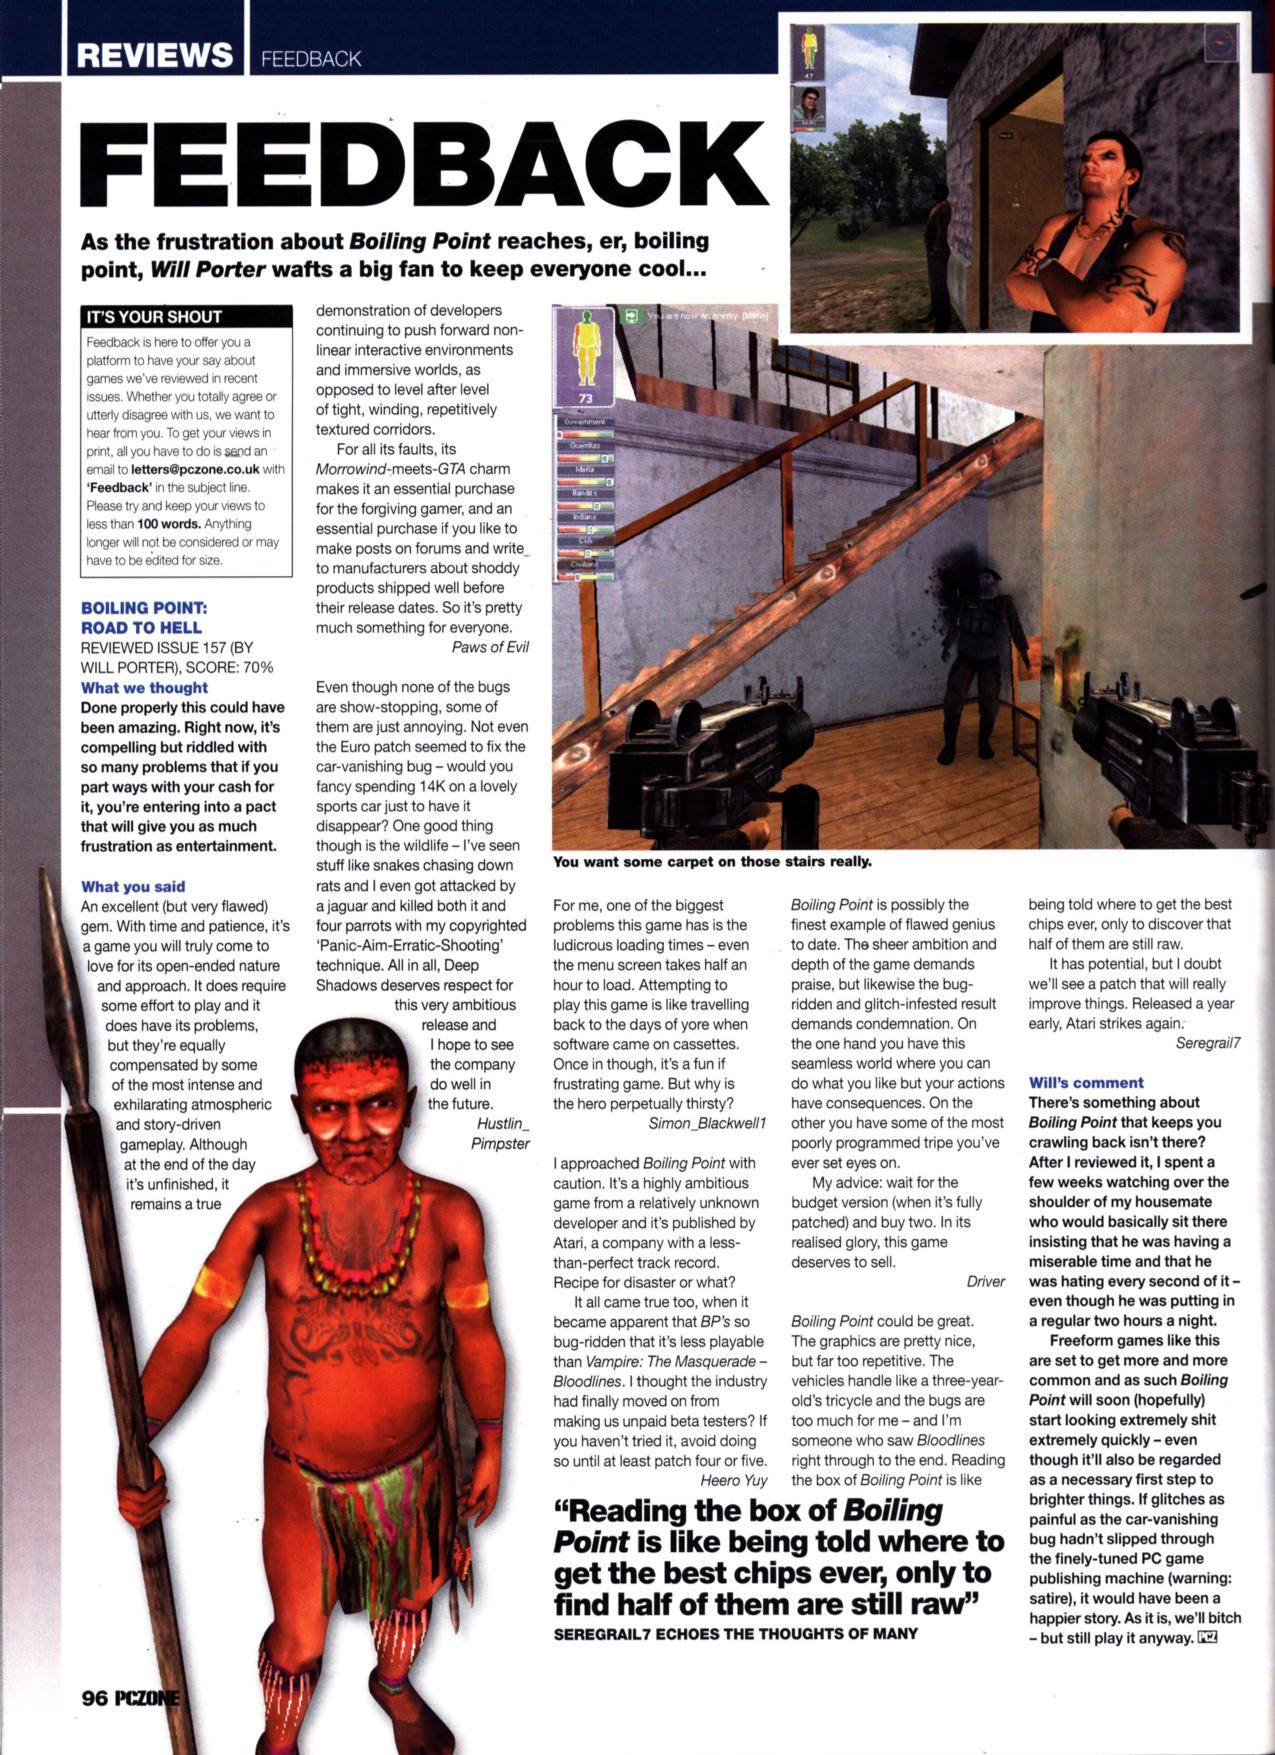 REVIEWS
FEEDBACK
FEEDBACK
As the frustration about Boiling Point reaches, er, boiling
point, Will Porter wafts a big fan to keep everyone cool...
IT'S YOUR SHOUT
Feedback is here to offer you a
platform to have your say about
games we've reviewed in recent
issues. Whether you totally agree or
utterly disagree with us, we want to
hear from you. To get your views in
print, all you have to do is send an
email to letters@pczone.co.uk with
'Feedback' in the subject line.
Please try and keep your views to
less than 100 words. Anything
longer will not be considered or may
have to be edited for size.
BOILING POINT:
ROAD TO HELL
REVIEWED ISSUE 157 (BY
WILL PORTER), SCORE: 70%
What we thought
Done properly this could have
been amazing. Right now, it's
compelling but riddled with
so many problems that if you
part ways with your cash for
it, you're entering into a pact
that will give you as much
frustration as entertainment.
What you said
An excellent (but very flawed)
gem. With time and patience, it's
a game you will truly come to
love for its open-ended nature
and approach. It does require
some effort to play and it
does have its problems,
but they're equally
compensated by some
of the most intense and
exhilarating atmospheric
and story-driven
gameplay. Although
at the end of the day
it's unfinished, it
remains a true
demonstration of developers
continuing to push forward non-
linear interactive environments
and immersive worlds, as
opposed to level after level
of tight, winding, repetitively
textured corridors.
For all its faults, its
Morrowind-meets-GTA charm
makes it an essential purchase
for the forgiving gamer, and an
essential purchase if you like to
make posts on forums and write
to manufacturers about shoddy
products shipped well before
their release dates. So it's pretty
much something for everyone.
Paws of Evil
Even though none of the bugs
are show-stopping, some of
them are just annoying. Not even
the Euro patch seemed to fix the
car-vanishing bug – would you
fancy spending 14K on a lovely
sports car just to have it
disappear? One good thing
though is the wildlife – I've seen
stuff like snakes chasing down
rats and I even got attacked by
a jaguar and killed both it and
four parrots with my copyrighted
'Panic-Aim-Erratic-Shooting'
technique. All in all, Deep
Shadows deserves respect for
this very ambitious
release and
I hope to see
the company
do well in
the future.
Hustlin_
Pimpster
47
You are now an enemy. [Mafia]
73
Government
Guerrillas
Mafia
Bandits
Indians
CIA
Civilians
You want some carpet on those stairs really.
For me, one of the biggest
problems this game has is the
ludicrous loading times – even
the menu screen takes half an
hour to load. Attempting to
play this game is like travelling
back to the days of yore when
software came on cassettes.
Once in though, it's a fun if
frustrating game. But why is
the hero perpetually thirsty?
Simon_Blackwell1
I approached Boiling Point with
caution. It's a highly ambitious
game from a relatively unknown
developer and it's published by
Atari, a company with a less-
than-perfect track record.
Recipe for disaster or what?
It all came true too, when it
became apparent that BP's so
bug-ridden that it's less playable
than Vampire: The Masquerade –
Bloodlines. I thought the industry
had finally moved on from
making us unpaid beta testers? If
you haven't tried it, avoid doing
so until at least patch four or five.
Heero Yuy
Boiling Point is possibly the
finest example of flawed genius
to date. The sheer ambition and
depth of the game demands
praise, but likewise the bug-
ridden and glitch-infested result
demands condemnation. On
the one hand you have this
seamless world where you can
do what you like but your actions
have consequences. On the
other you have some of the most
poorly programmed tripe you've
ever set eyes on.
My advice: wait for the
budget version (when it's fully
patched) and buy two. In its
realised glory, this game
deserves to sell.
Driver
Boiling Point could be great.
The graphics are pretty nice,
but far too repetitive. The
vehicles handle like a three-year-
old's tricycle and the bugs are
too much for me – and I'm
someone who saw Bloodlines
right through to the end. Reading
the box of Boiling Point is like
being told where to get the best
chips ever, only to discover that
half of them are still raw.
It has potential, but I doubt
we'll see a patch that will really
improve things. Released a year
early, Atari strikes again.
Seregrail7
Will's comment
There's something about
Boiling Point that keeps you
crawling back isn't there?
After I reviewed it, I spent a
few weeks watching over the
shoulder of my housemate
who would basically sit there
insisting that he was having a
miserable time and that he
was hating every second of it –
even though he was putting in
a regular two hours a night.
Freeform games like this
are set to get more and more
common and as such Boiling
Point will soon (hopefully)
start looking extremely shit
extremely quickly – even
though it'll also be regarded
as a necessary first step to
brighter things. If glitches as
painful as the car-vanishing
bug hadn't slipped through
the finely-tuned PC game
publishing machine (warning:
satire), it would have been a
happier story. As it is, we'll bitch
– but still play it anyway. PCZ
"Reading the box of Boiling
Point is like being told where to
get the best chips ever, only to
find half of them are still raw"
SEREGRAIL7 ECHOES THE THOUGHTS OF MANY
96 PCZONE